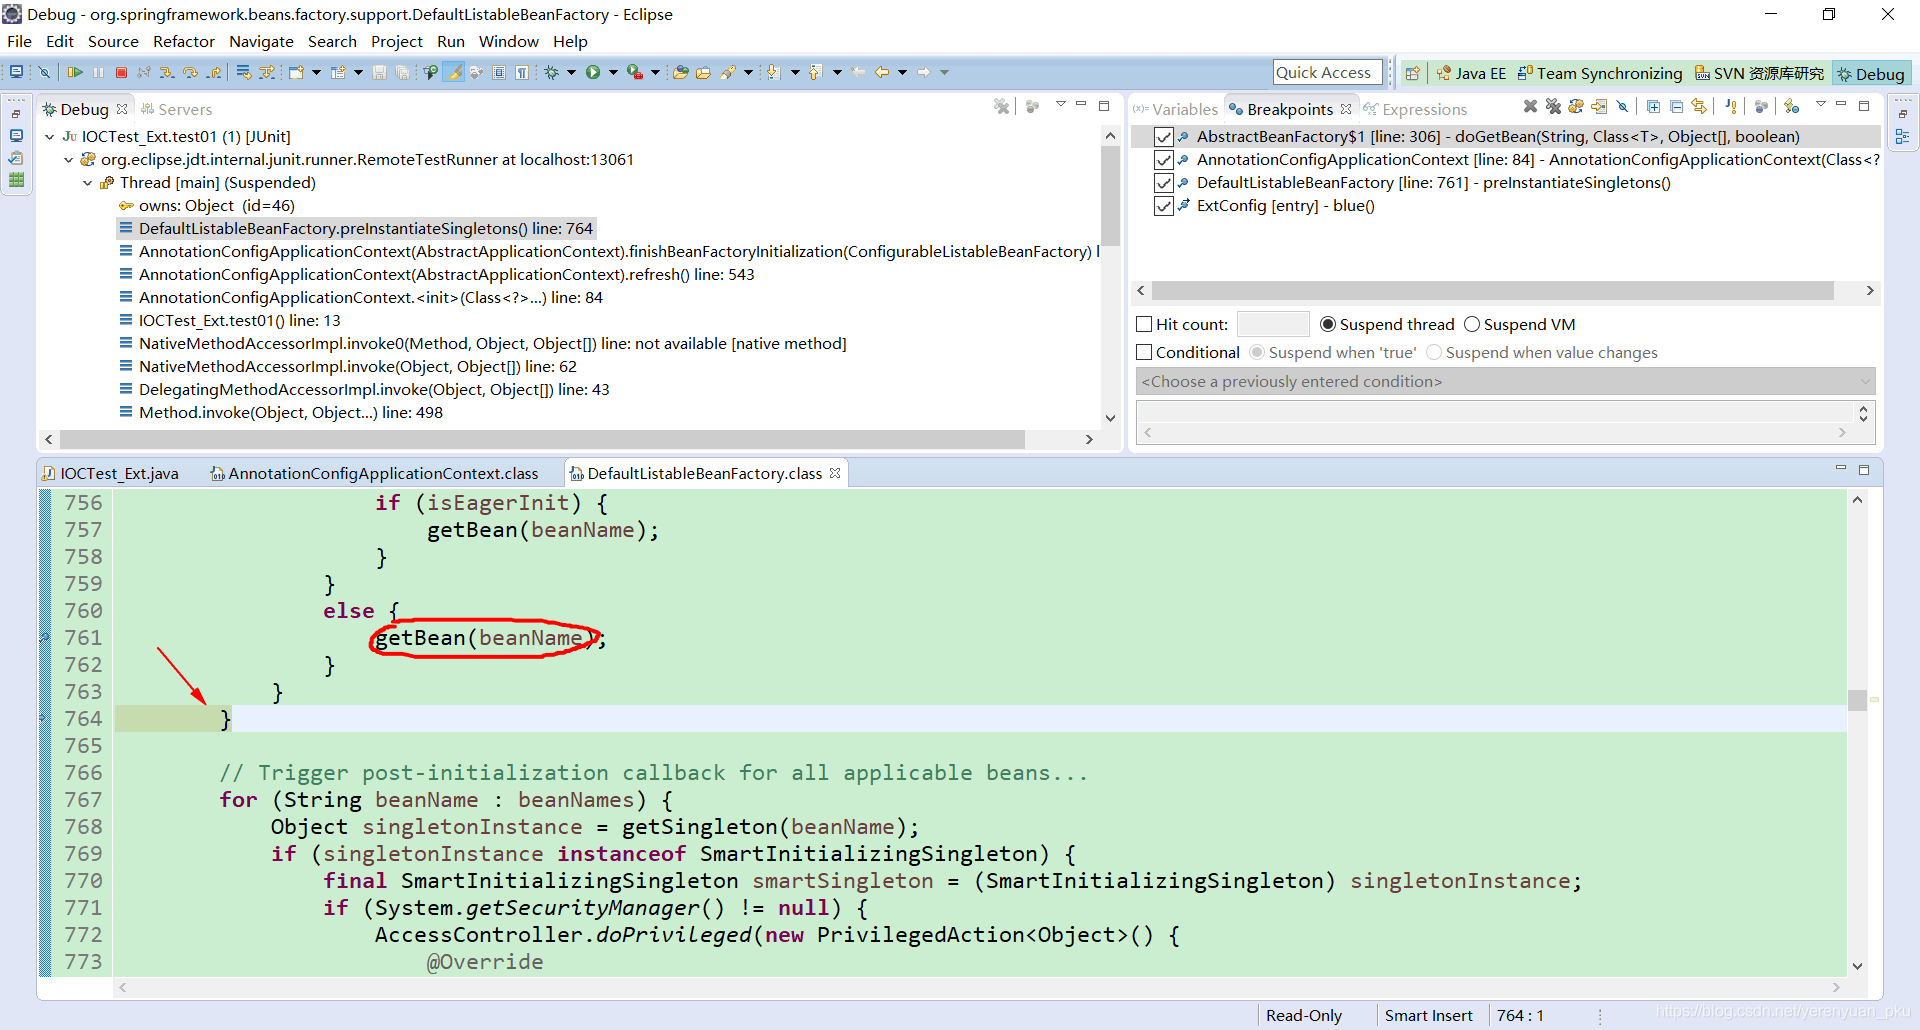 Debug - org.springframework.beans.factory.support.DefaultListableBeanFactory - Eclipse
File Edit Source Refactor Navigate Search Project Run Window Help
Quick Access
Java EE
Team Synchronizing
SVN 资源库研究
Debug
Debug
Servers
IOCTest_Ext.test01 (1) [JUnit]
org.eclipse.jdt.internal.junit.runner.RemoteTestRunner at localhost:13061
Thread [main] (Suspended)
owns: Object (id=46)
DefaultListableBeanFactory.preInstantiateSingletons() line: 764
AnnotationConfigApplicationContext(AbstractApplicationContext).finishBeanFactoryInitialization(ConfigurableListableBeanFactory) l
AnnotationConfigApplicationContext(AbstractApplicationContext).refresh() line: 543
AnnotationConfigApplicationContext.<init>(Class<?>...) line: 84
IOCTest_Ext.test01() line: 13
NativeMethodAccessorImpl.invoke0(Method, Object, Object[]) line: not available [native method]
NativeMethodAccessorImpl.invoke(Object, Object[]) line: 62
DelegatingMethodAccessorImpl.invoke(Object, Object[]) line: 43
Method.invoke(Object, Object...) line: 498
(x)= Variables
Breakpoints
Expressions
AbstractBeanFactory$1 [line: 306] - doGetBean(String, Class<T>, Object[], boolean)
AnnotationConfigApplicationContext [line: 84] - AnnotationConfigApplicationContext(Class<?
DefaultListableBeanFactory [line: 761] - preInstantiateSingletons()
ExtConfig [entry] - blue()
Hit count:
Suspend thread
Suspend VM
Conditional
Suspend when 'true'
Suspend when value changes
<Choose a previously entered condition>
IOCTest_Ext.java
AnnotationConfigApplicationContext.class
DefaultListableBeanFactory.class
756 if (isEagerInit) {
757 getBean(beanName);
758 }
759 }
760 else {
761 getBean(beanName);
762 }
763 }
764 }
765
766 // Trigger post-initialization callback for all applicable beans...
767 for (String beanName : beanNames) {
768 Object singletonInstance = getSingleton(beanName);
769 if (singletonInstance instanceof SmartInitializingSingleton) {
770 final SmartInitializingSingleton smartSingleton = (SmartInitializingSingleton) singletonInstance;
771 if (System.getSecurityManager() != null) {
772 AccessController.doPrivileged(new PrivilegedAction<Object>() {
773 @Override
Read-Only
Smart Insert
764 : 1
https://blog.csdn.net/yerenyuan_pku